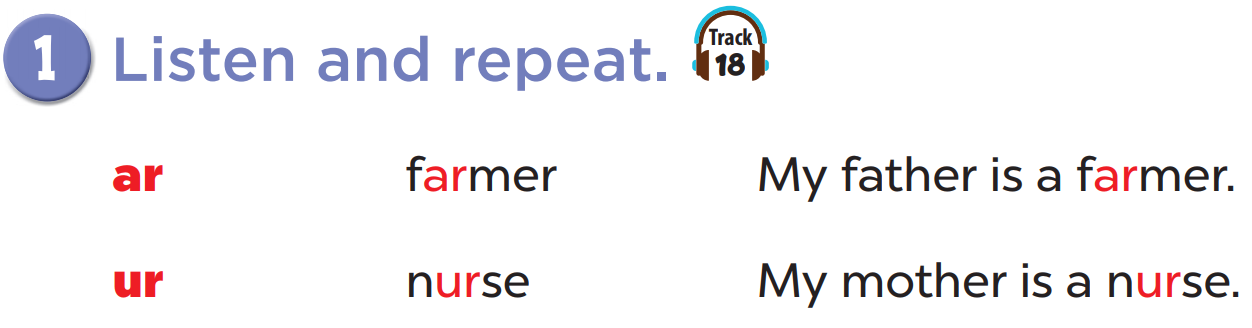 1 Listen and repeat. Track 18
ar farmer My father is a farmer.
ur nurse My mother is a nurse.